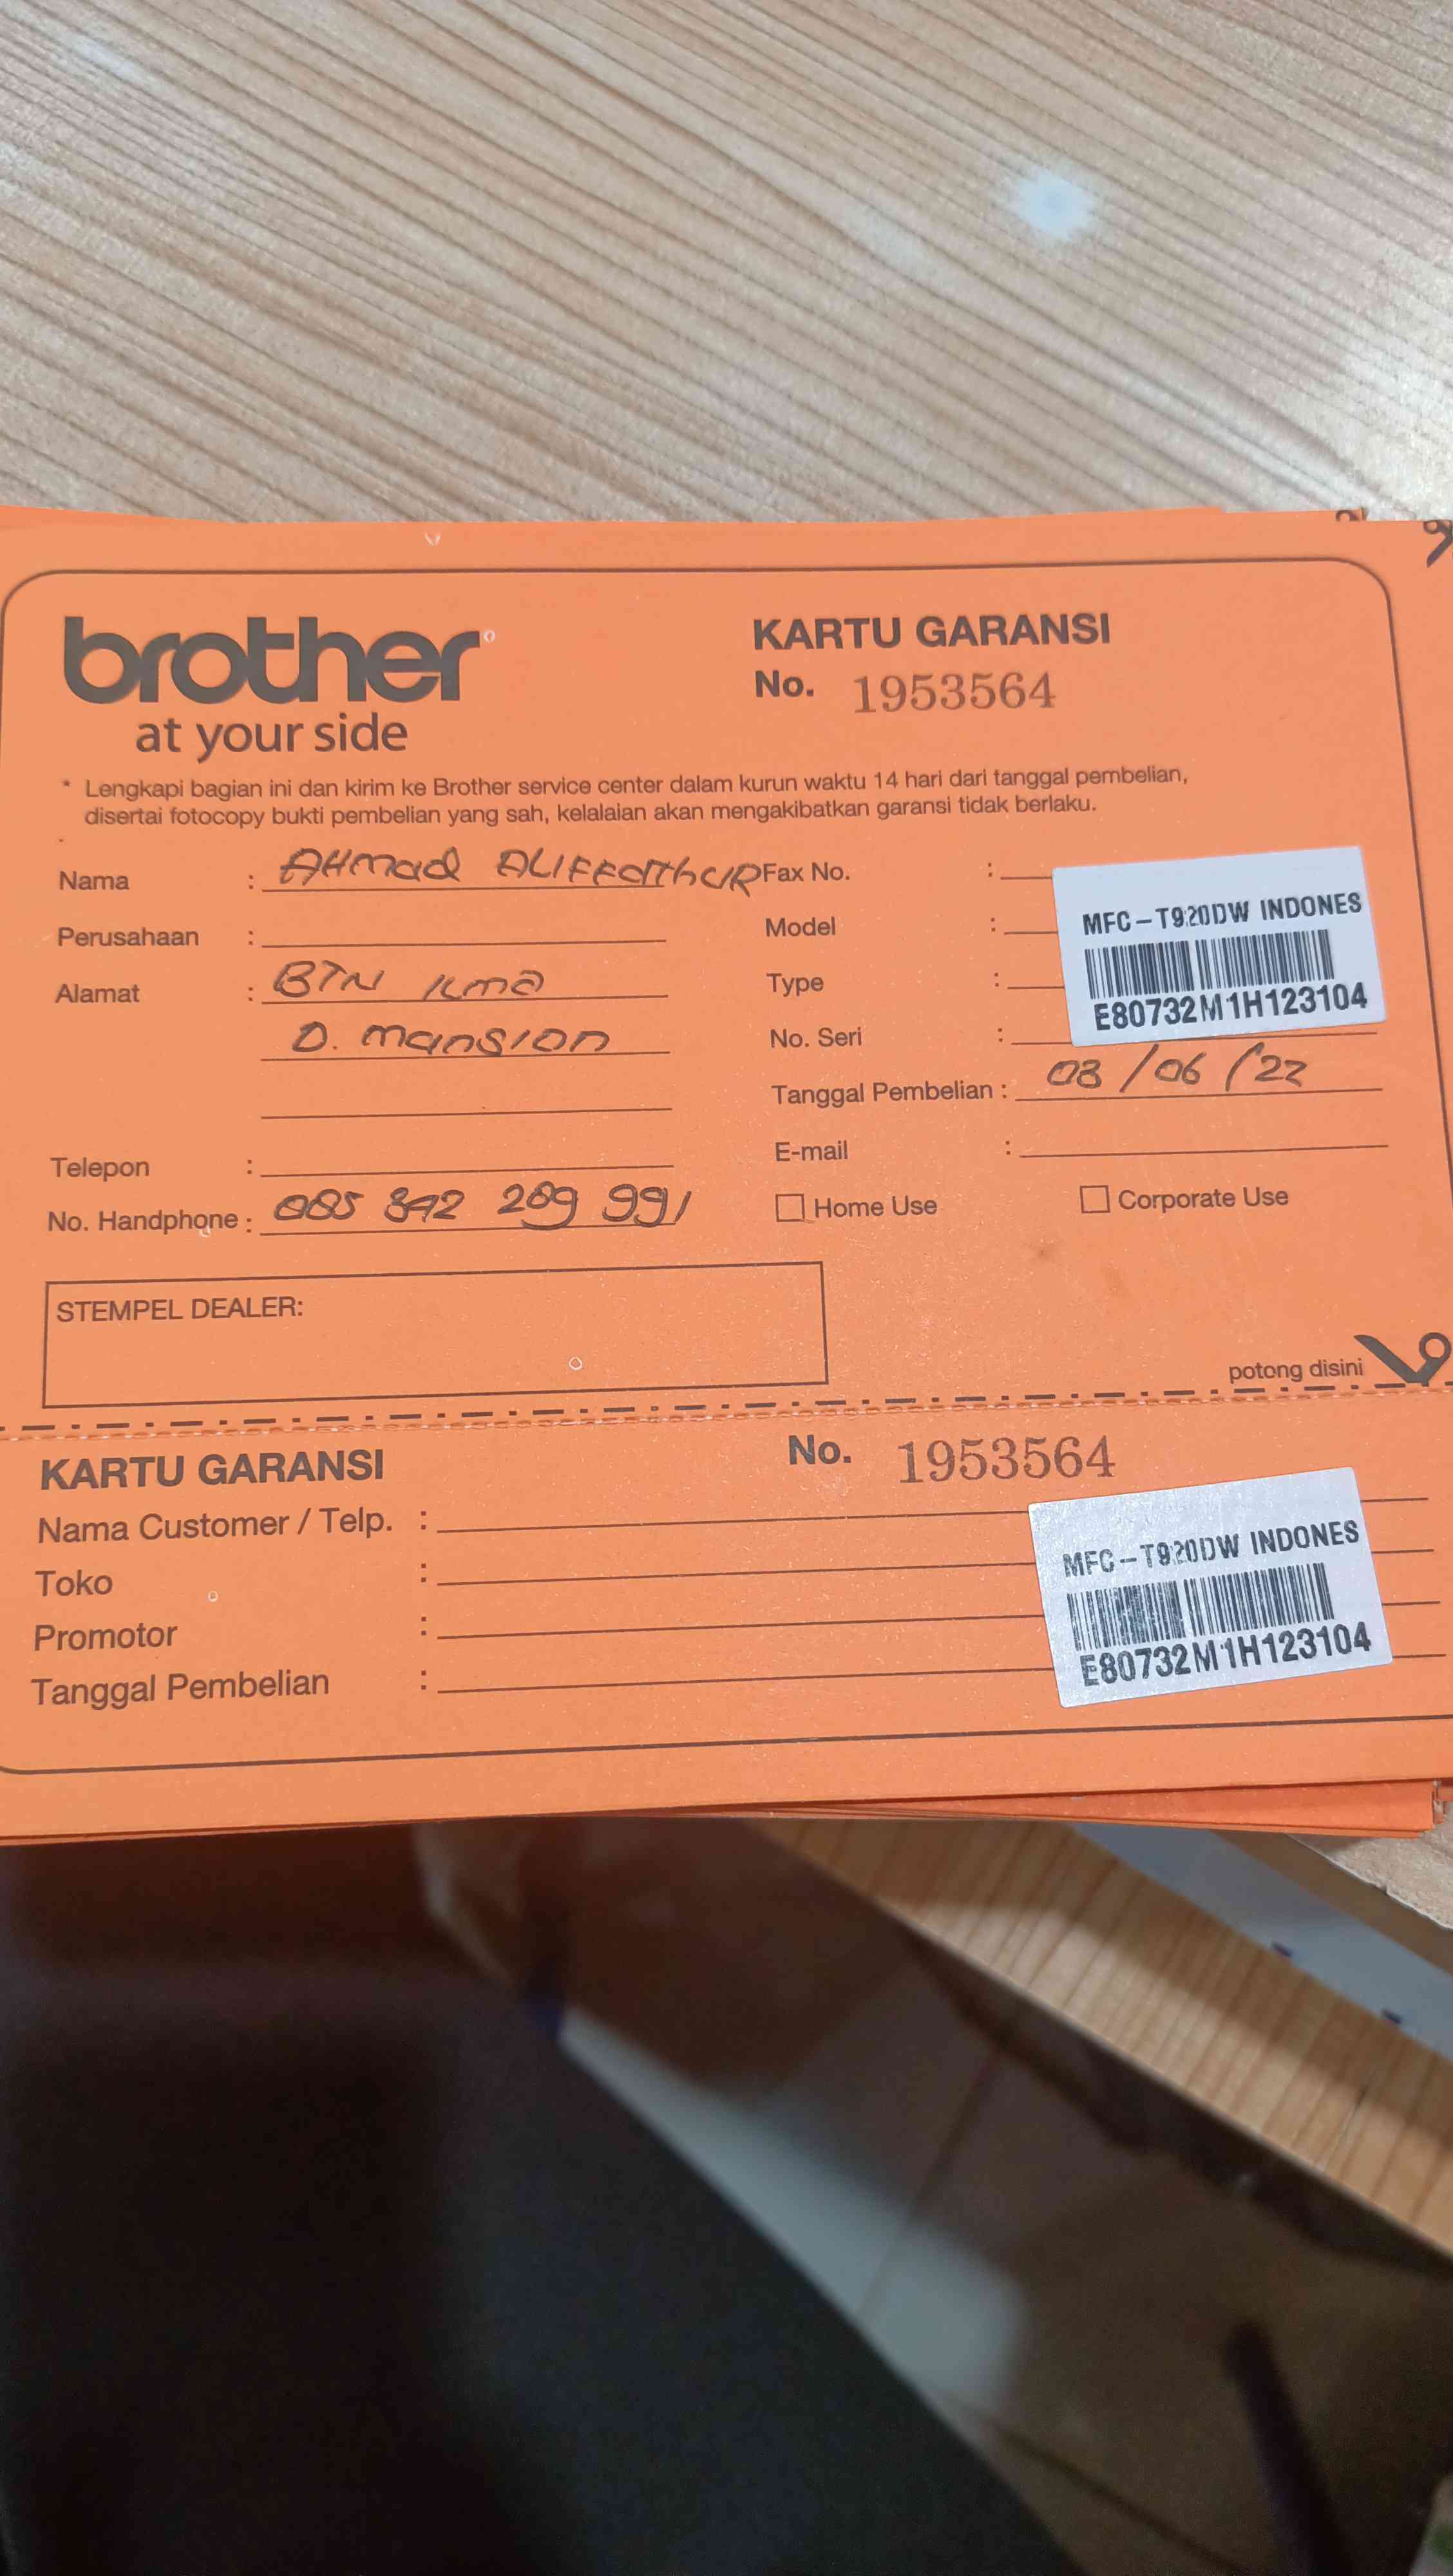 brother
at your side
KARTU GARANSI
No. 1953564
* Lengkapi bagian ini dan kirim ke Brother service center dalam kurun waktu 14 hari dari tanggal pembelian,
disertai fotocopy bukti pembelian yang sah, kelalaian akan mengakibatkan garansi tidak berlaku.
Nama : AHmad ALIFFathur
Perusahaan :
Alamat : BTN
D. mansion
Telepon :
No. Handphone : 085 342 209 991
Fax No. :
Model :
Type :
No. Seri :
MFC-T920DW INDONES
E80732M1H123104
Tanggal Pembelian : 08/06/22
E-mail :
Home Use
Corporate Use
STEMPEL DEALER:
potong disini
KARTU GARANSI
No. 1953564
Nama Customer / Telp. :
Toko :
Promotor :
Tanggal Pembelian :
MFC-T920DW INDONES
E80732M1H123104